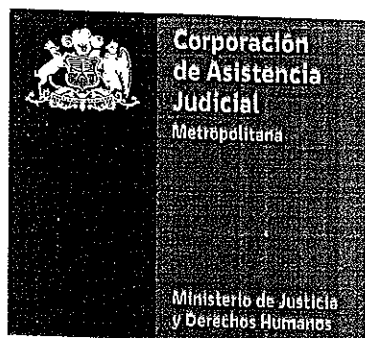 Corporación
de Asistencia
Judicial
Metropolitana
Ministerio de Justicia
y Derechos Humanos